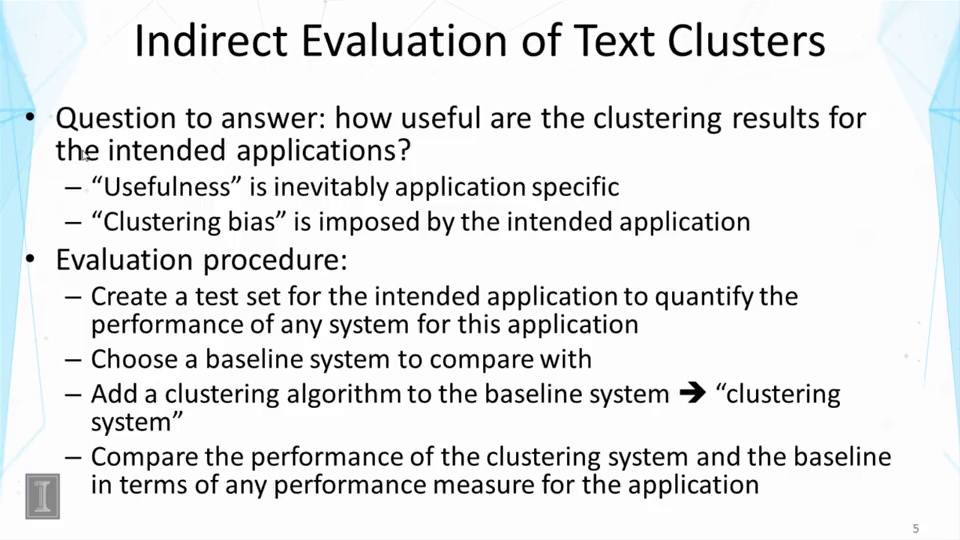 Indirect Evaluation of Text Clusters
• Question to answer: how useful are the clustering results for
the intended applications?
– “Usefulness” is inevitably application specific
– “Clustering bias” is imposed by the intended application
• Evaluation procedure:
– Create a test set for the intended application to quantify the
performance of any system for this application
– Choose a baseline system to compare with
– Add a clustering algorithm to the baseline system ➔ “clustering
system”
– Compare the performance of the clustering system and the baseline
in terms of any performance measure for the application
I
5